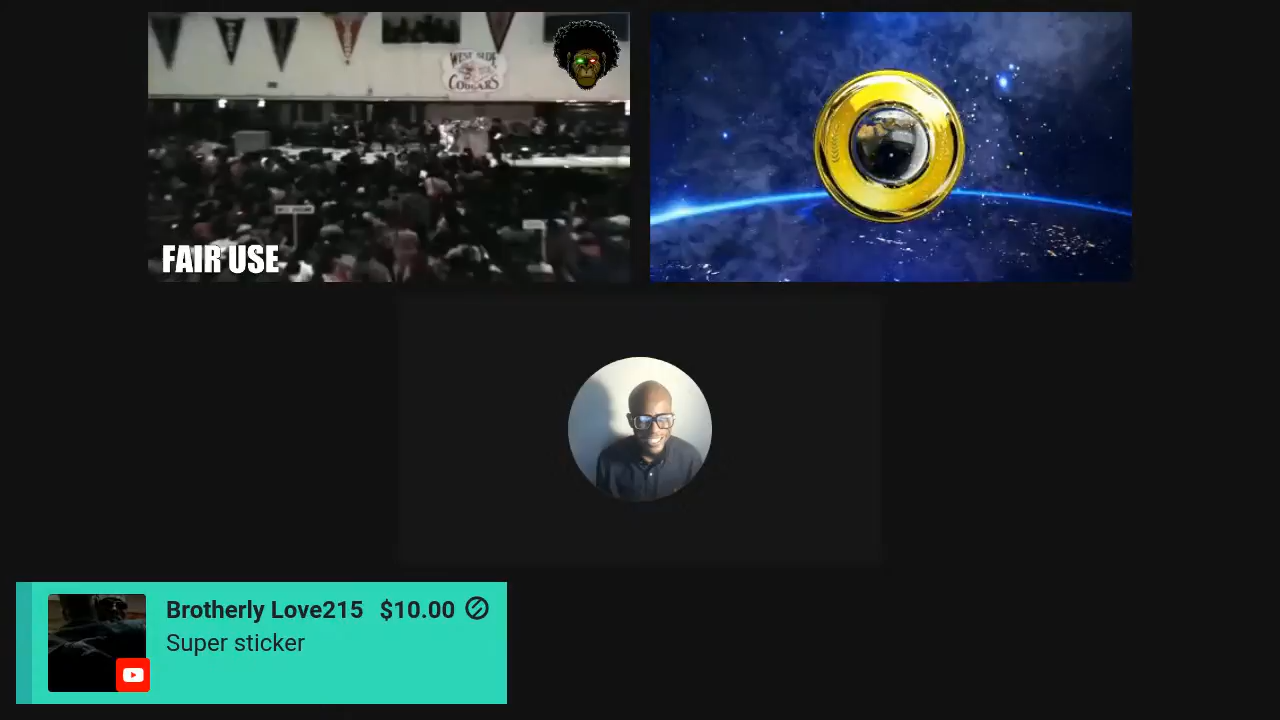 WEST SIDE
COUGARS
FAIR USE
Brotherly Love215 $10.00
Super sticker